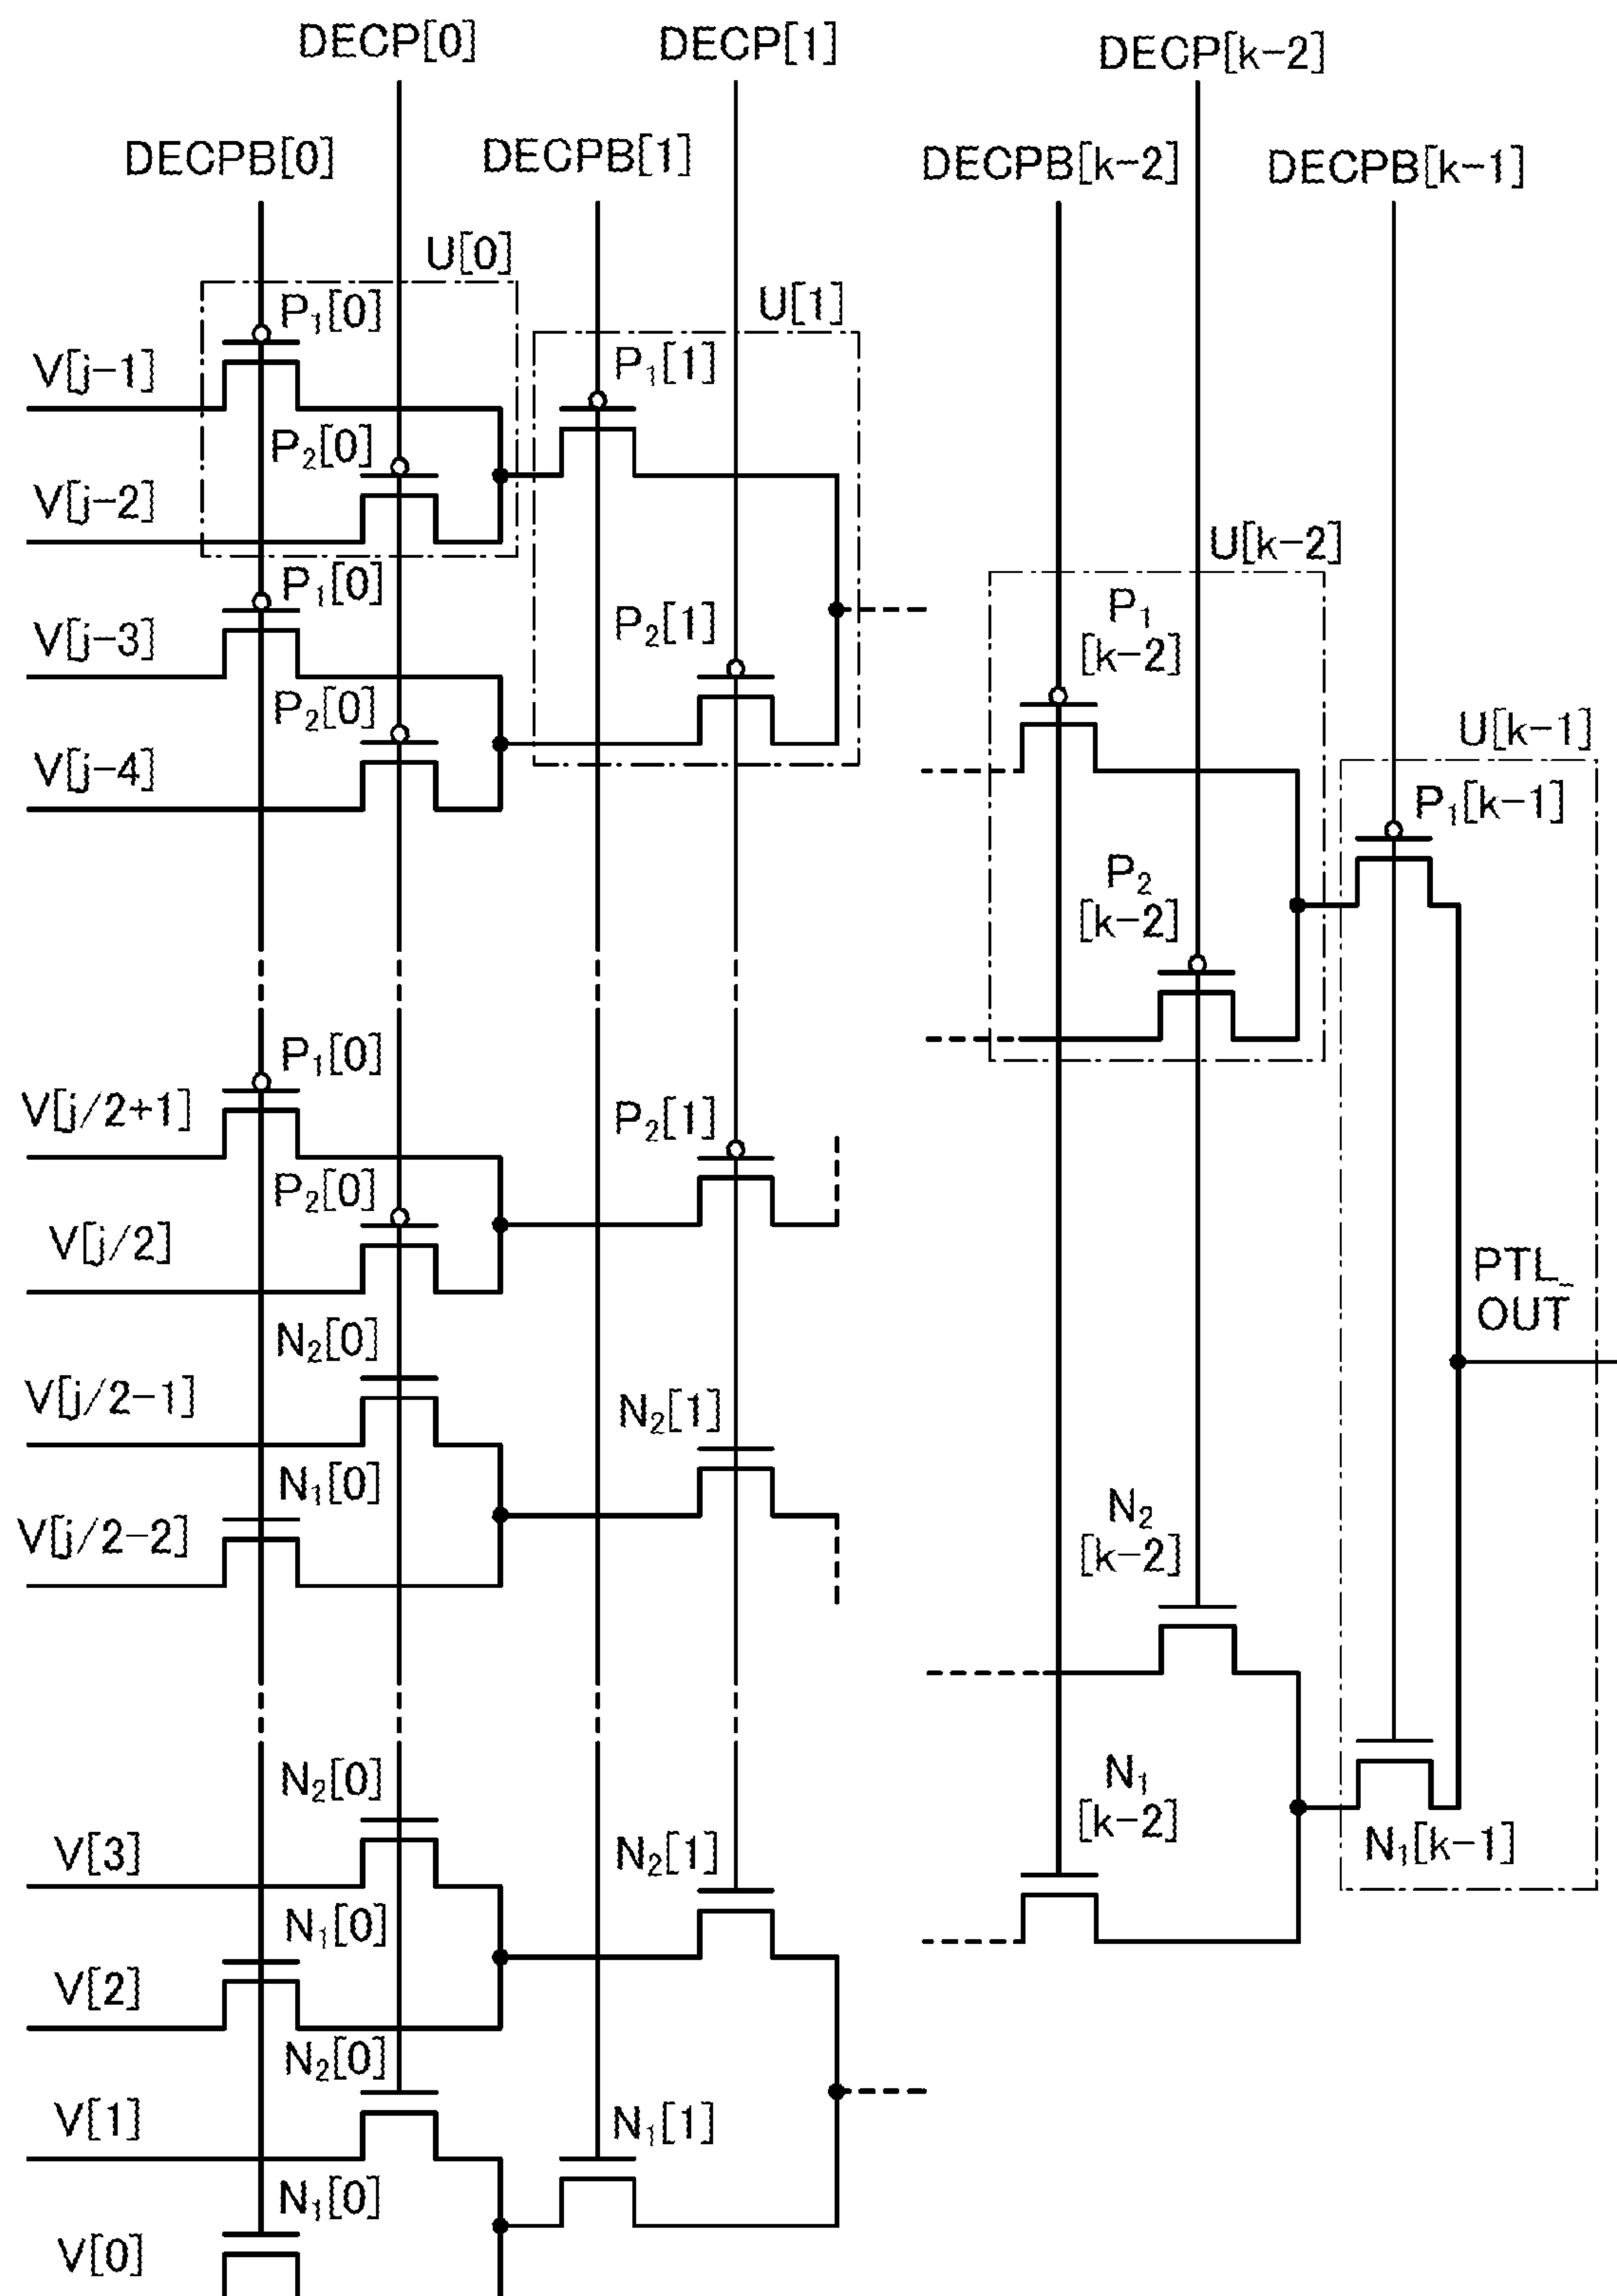 DECP[0]
DECP[1]
DECP[k-2]
DECPB[0]
DECPB[1]
DECPB[k-2]
DECPB[k-1]
U[0]
U[1]
P₁[0]
P₁[1]
V[j-1]
P₂[0]
V[j-2]
U[k-2]
P₁[0]
P₁
[k-2]
V[j-3]
P₂[1]
P₂[0]
U[k-1]
V[j-4]
P₁[k-1]
P₂
[k-2]
P₁[0]
V[j/2+1]
P₂[1]
P₂[0]
V[j/2]
PTL_
OUT
N₂[0]
V[j/2-1]
N₂[1]
N₁[0]
V[j/2-2]
N₂
[k-2]
N₂[0]
N₁
[k-2]
V[3]
N₂[1]
N₁[k-1]
N₁[0]
V[2]
N₂[0]
V[1]
N₁[1]
N₁[0]
V[0]